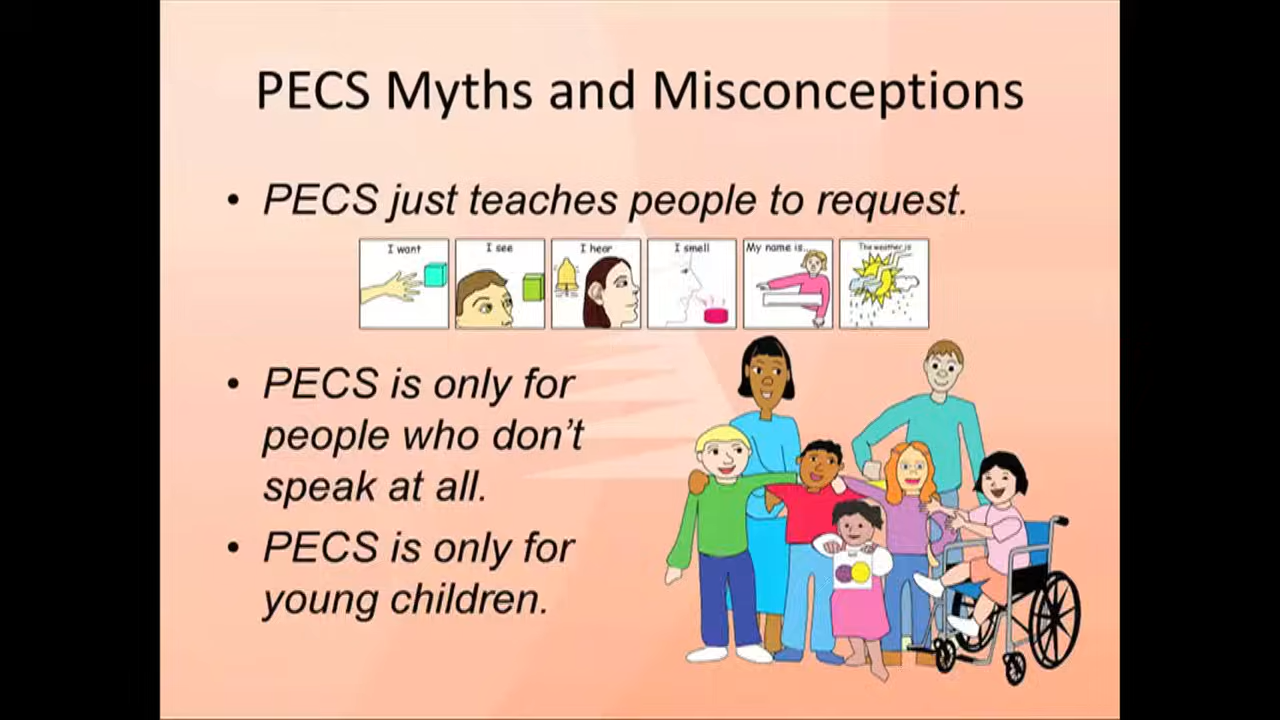 PECS Myths and Misconceptions
• PECS just teaches people to request.
I want
I see
I hear
I smell
My name is...
The weather is
• PECS is only for
people who don't
speak at all.
• PECS is only for
young children.